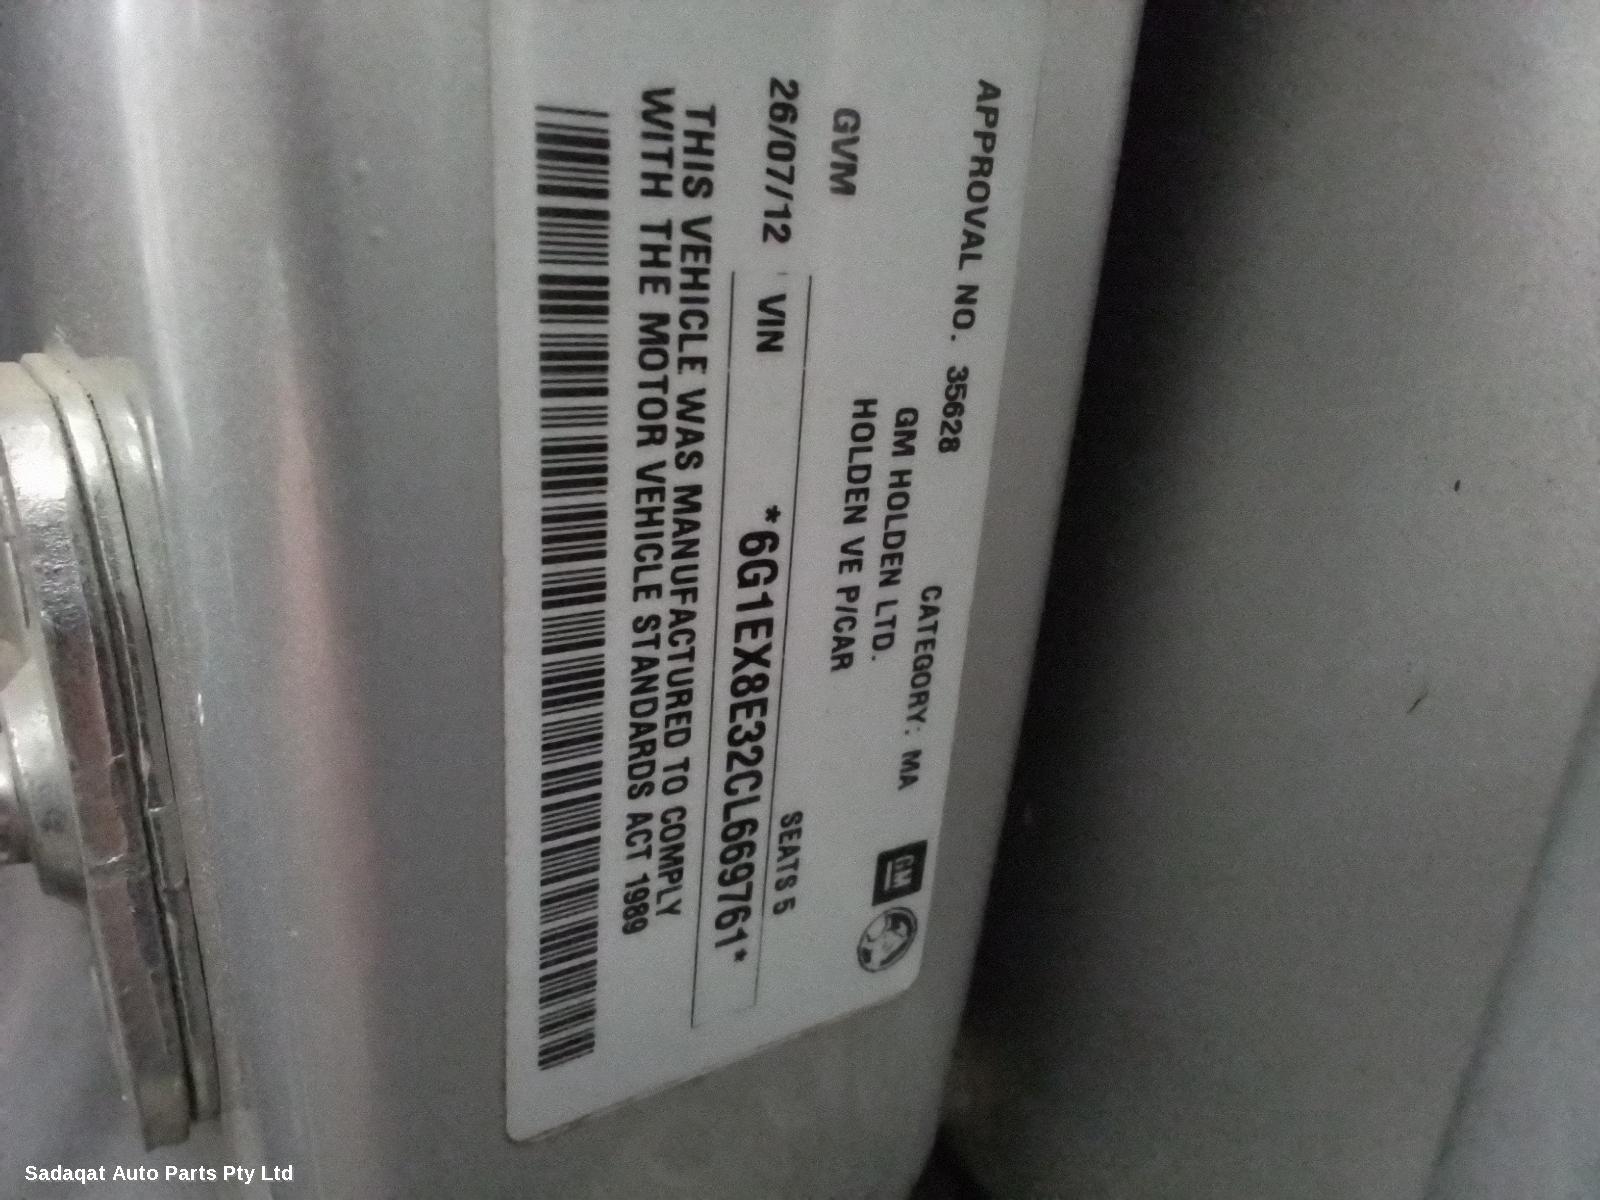 APPROVAL NO. 35628 CATEGORY: MA
GM HOLDEN LTD.
GM
GVM HOLDEN VE P/CAR
SEATS 5
26/07/12 VIN *6G1EX8E32CL669761*
THIS VEHICLE WAS MANUFACTURED TO COMPLY
WITH THE MOTOR VEHICLE STANDARDS ACT 1989
Sadaqat Auto Parts Pty Ltd